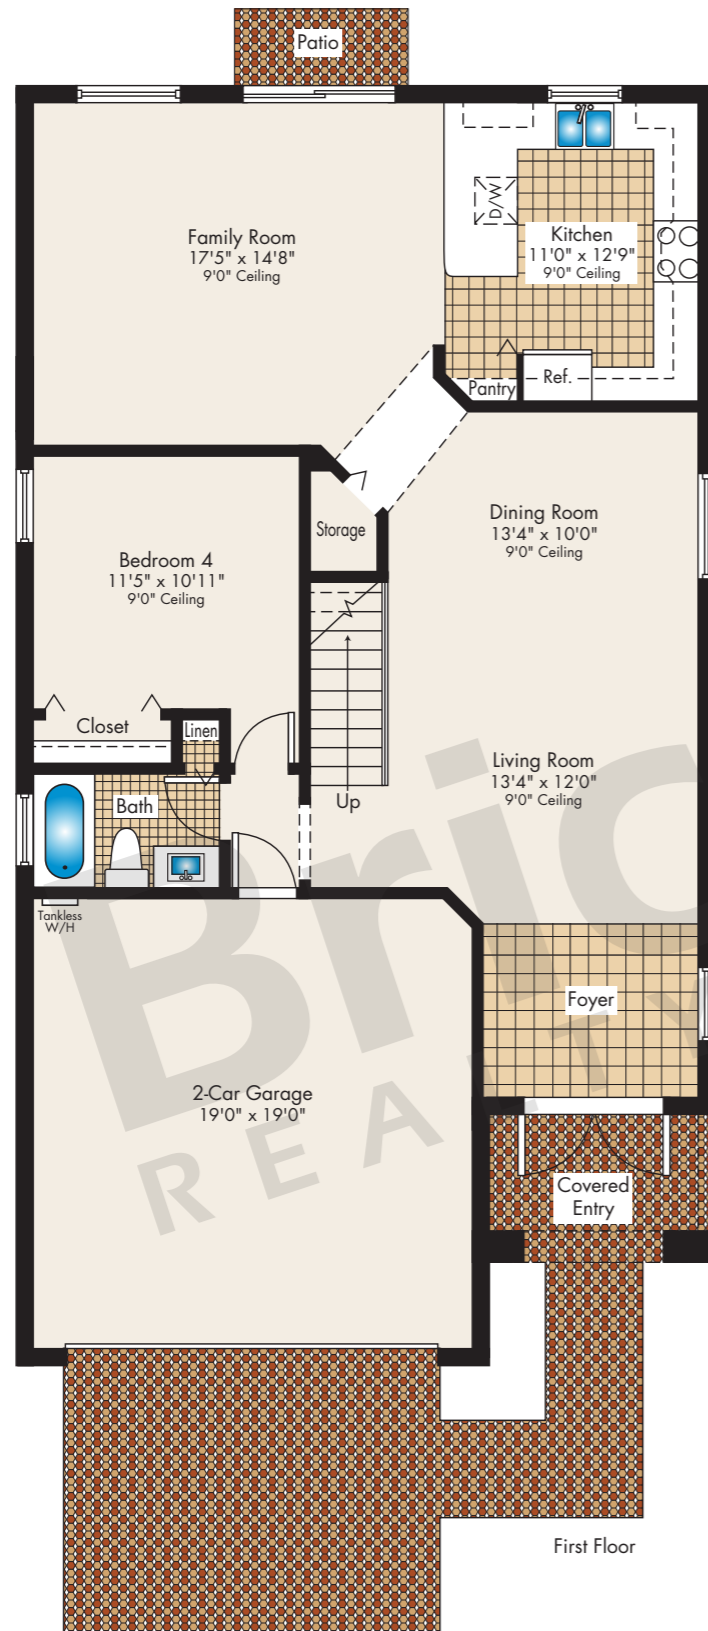 Patio
Family Room
17'5" x 14'8"
9'0" Ceiling
D/W
Kitchen
11'0" x 12'9"
9'0" Ceiling
Pantry
Ref.
Storage
Dining Room
13'4" x 10'0"
9'0" Ceiling
Bedroom 4
11'5" x 10'11"
9'0" Ceiling
Closet
Linen
Living Room
13'4" x 12'0"
9'0" Ceiling
Up
Bath
Tankless
W/H
Foyer
2-Car Garage
19'0" x 19'0"
Covered
Entry
First Floor
Bric
REALTY